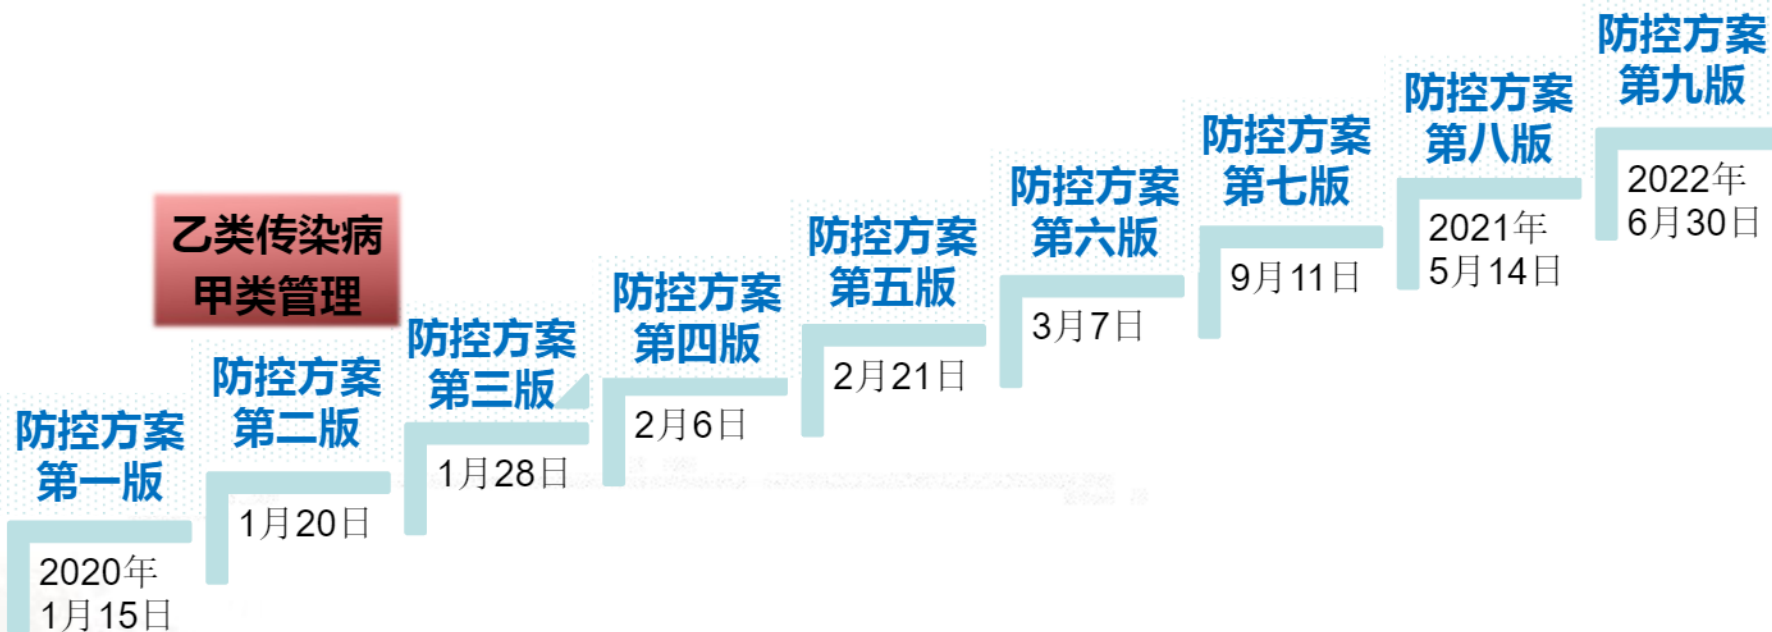 防控方案
第一版
2020年
1月15日
乙类传染病
甲类管理
防控方案
第二版
1月20日
防控方案
第三版
1月28日
防控方案
第四版
2月6日
防控方案
第五版
2月21日
防控方案
第六版
3月7日
防控方案
第七版
9月11日
防控方案
第八版
2021年
5月14日
防控方案
第九版
2022年
6月30日